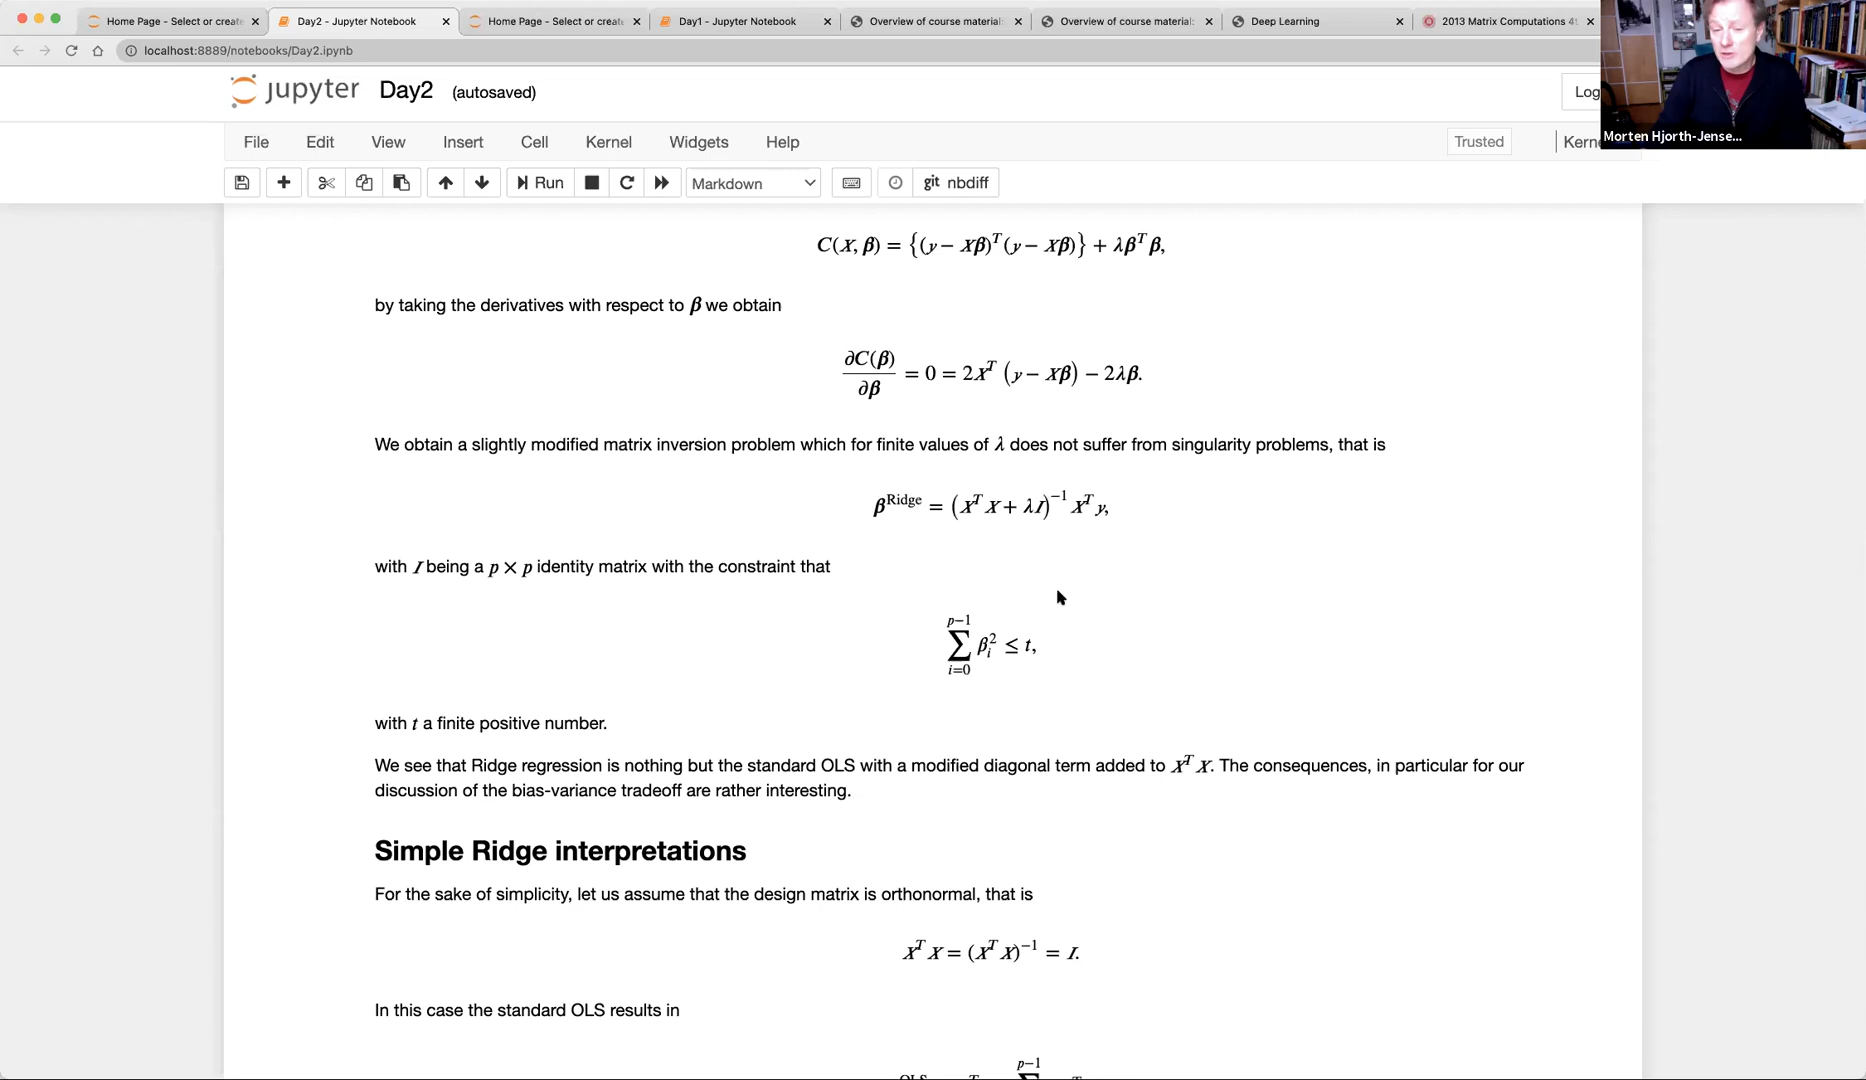 Home Page - Select or create
Day2 - Jupyter Notebook
Home Page - Select or create
Day1 - Jupyter Notebook
Overview of course material:
Overview of course material:
Deep Learning
2013 Matrix Computations 4t
localhost:8889/notebooks/Day2.ipynb
jupyter Day2 (autosaved)
Log
File Edit View Insert Cell Kernel Widgets Help
Trusted
Kerne
Morten Hjorth-Jense...
Run
Markdown
git nbdiff
C(X, β) = {(y − Xβ)^T (y − Xβ)} + λβ^T β,
by taking the derivatives with respect to β we obtain
∂C(β)/∂β = 0 = 2X^T (y − Xβ) − 2λβ.
We obtain a slightly modified matrix inversion problem which for finite values of λ does not suffer from singularity problems, that is
β^Ridge = (X^T X + λI)^−1 X^T y,
with I being a p × p identity matrix with the constraint that
∑_{i=0}^{p−1} β_i^2 ≤ t,
with t a finite positive number.
We see that Ridge regression is nothing but the standard OLS with a modified diagonal term added to X^T X. The consequences, in particular for our
discussion of the bias-variance tradeoff are rather interesting.
Simple Ridge interpretations
For the sake of simplicity, let us assume that the design matrix is orthonormal, that is
X^T X = (X^T X)^−1 = I.
In this case the standard OLS results in
p−1